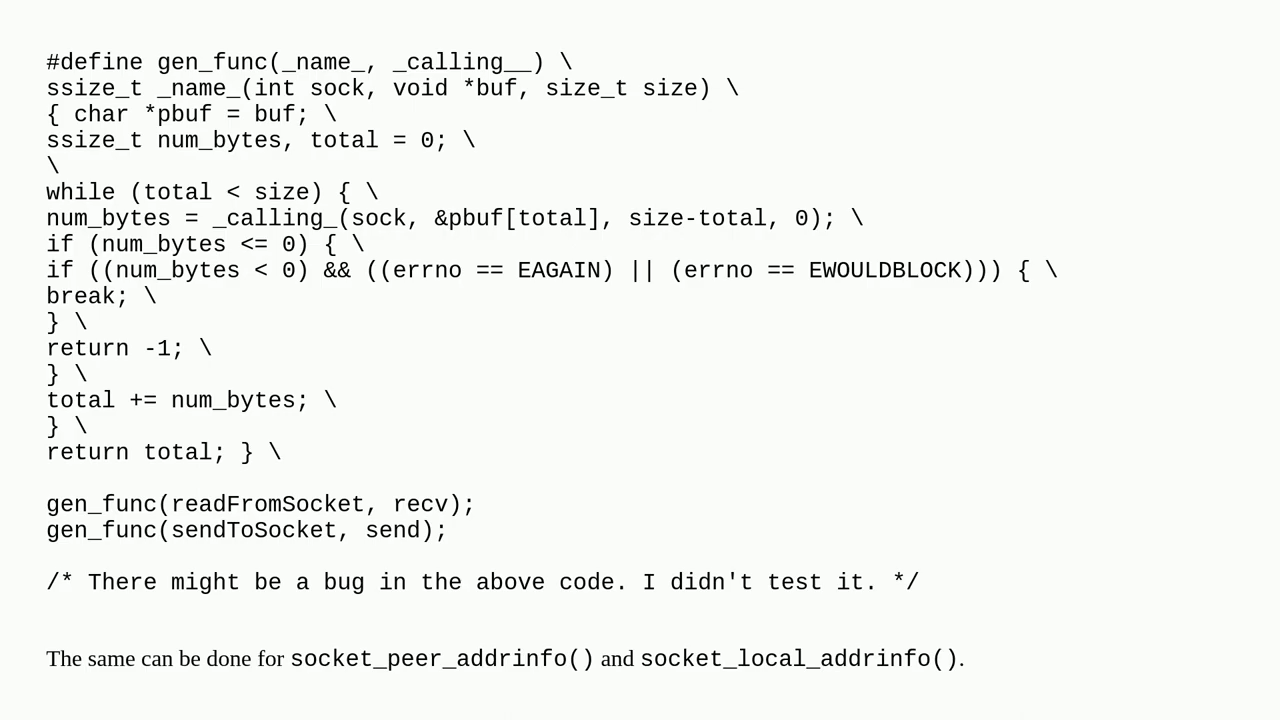 #define gen_func(_name_, _calling__) \
ssize_t _name_(int sock, void *buf, size_t size) \
{ char *pbuf = buf; \
ssize_t num_bytes, total = 0; \
\
while (total < size) { \
num_bytes = _calling_(sock, &pbuf[total], size-total, 0); \
if (num_bytes <= 0) { \
if ((num_bytes < 0) && ((errno == EAGAIN) || (errno == EWOULDBLOCK))) { \
break; \
} \
return -1; \
} \
total += num_bytes; \
} \
return total; } \
gen_func(readFromSocket, recv);
gen_func(sendToSocket, send);
/* There might be a bug in the above code. I didn't test it. */
The same can be done for socket_peer_addrinfo() and socket_local_addrinfo().